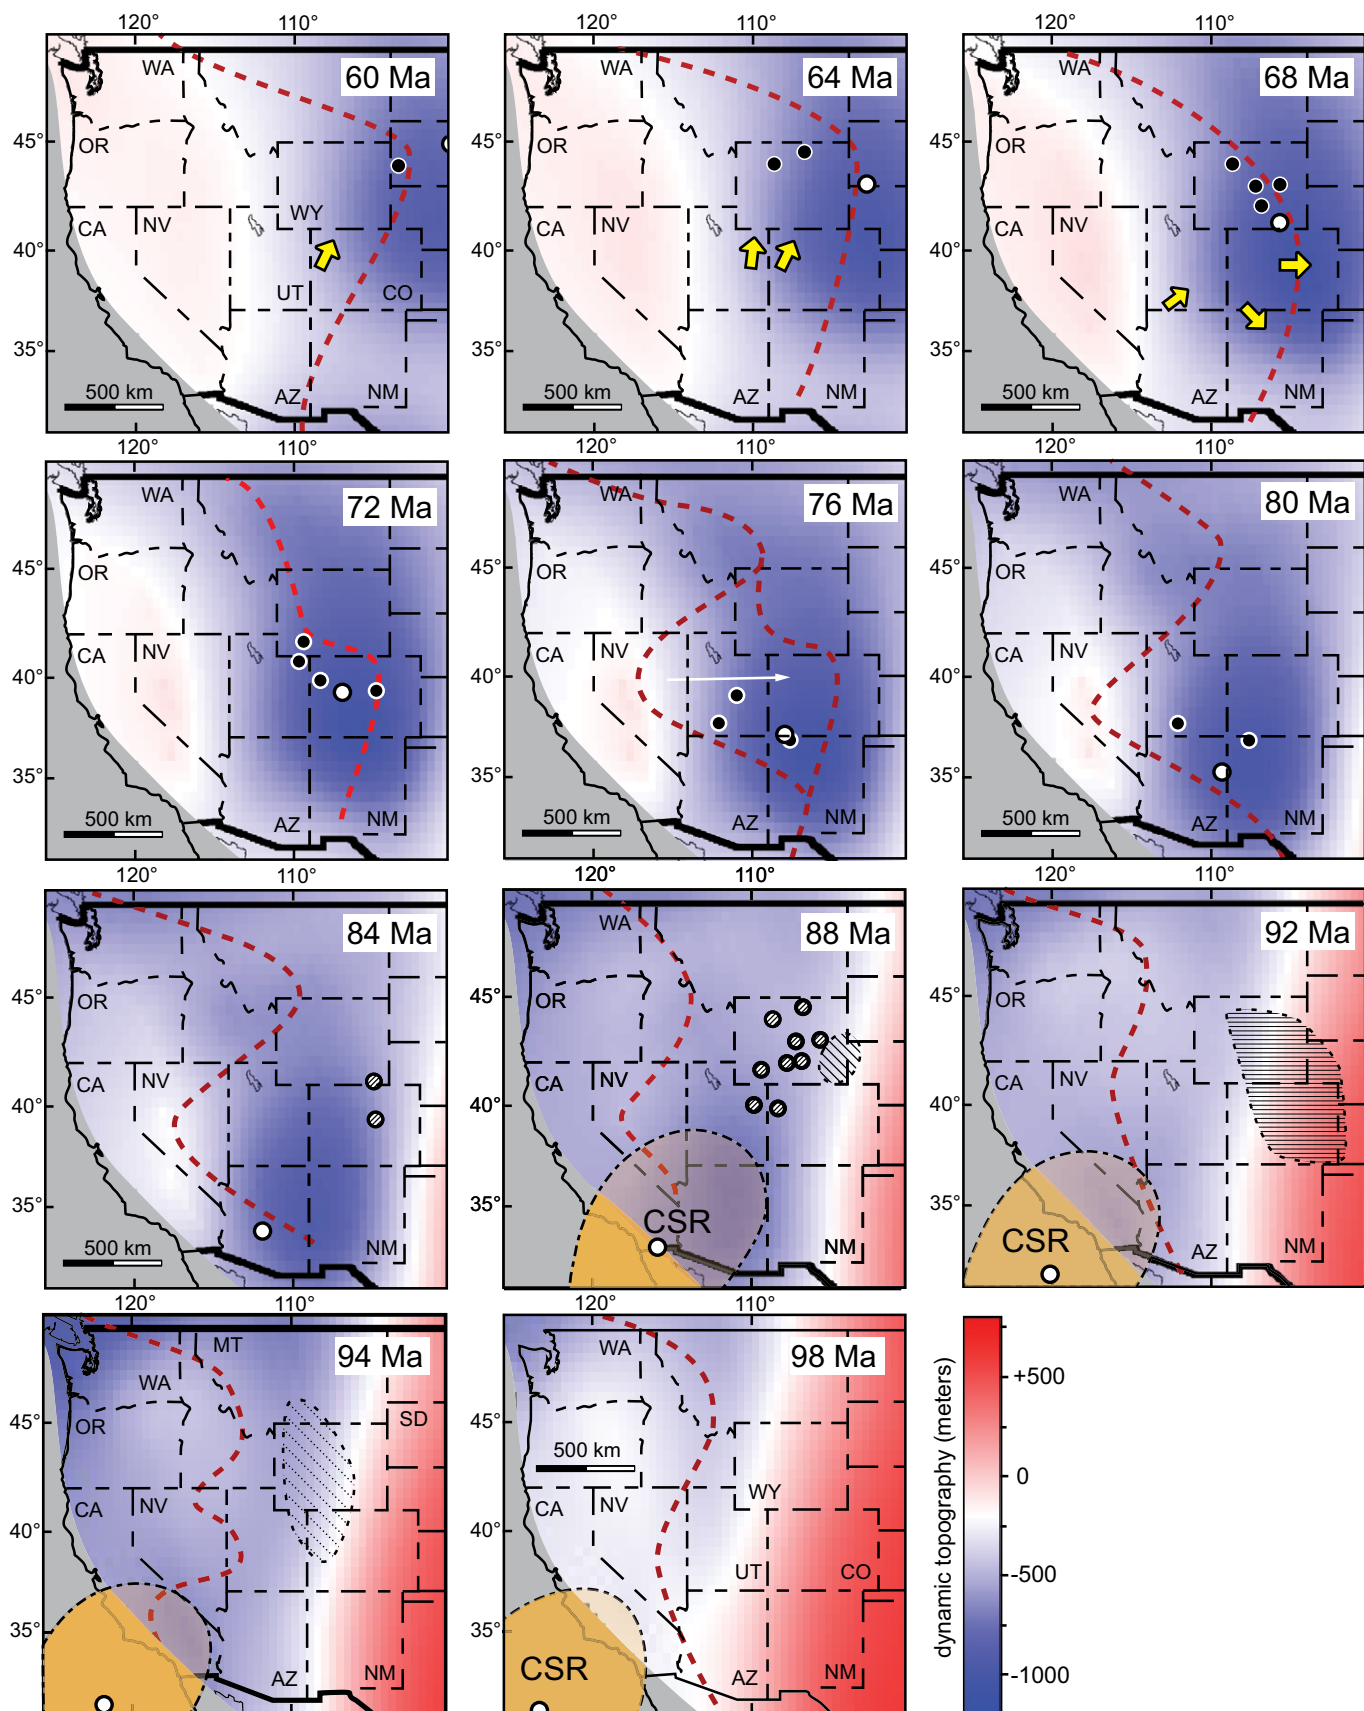 120° 110° 120° 110° 120° 110°
WA 60 Ma WA 64 Ma WA 68 Ma
45° OR 45° OR 45° OR
CA NV WY CA NV CA NV
40° 40° 40°
UT CO
35° 35° 35°
500 km AZ NM 500 km AZ NM 500 km AZ NM
120° 110° 120° 110° 120° 110°
WA 72 Ma WA 76 Ma WA 80 Ma
45° OR 45° OR 45° OR
CA NV CA NV CA NV
40° 40° 40°
35° 35° 35°
500 km AZ NM 500 km AZ NM 500 km AZ NM
120° 110° 120° 110° 120° 110°
84 Ma WA 88 Ma WA 92 Ma
45° OR 45° OR 45° OR
CA NV CA NV CA NV
40° 40° 40°
35° 35° 35°
500 km NM CSR NM CSR AZ NM
120° 110° 120° 110°
MT 94 Ma WA 98 Ma
WA
45° OR SD 45° OR
500 km
CA NV CA NV WY
40° 40°
UT CO
35° 35°
AZ NM CSR AZ NM
dynamic topography (meters)
+500
0
-500
-1000